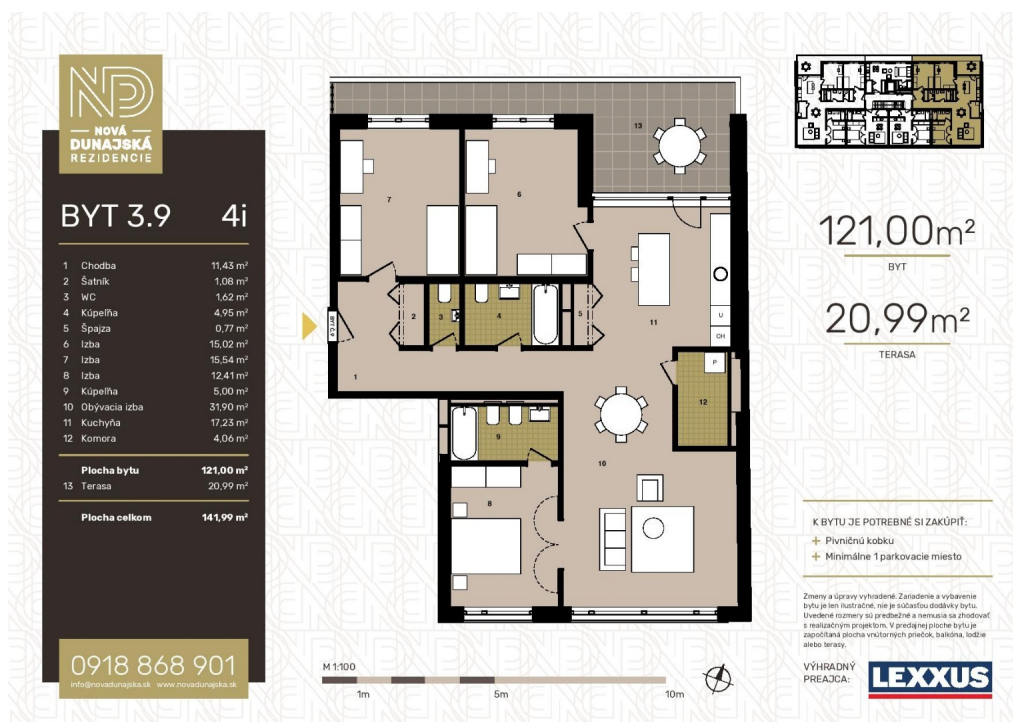 ND
NOVÁ
DUNAJSKÁ
REZIDENCIE
BYT 3.9 4i
1 Chodba 11,43 m²
2 Šatník 1,08 m²
3 WC 1,62 m²
4 Kúpeľňa 4,95 m²
5 Špajza 0,77 m²
6 Izba 15,02 m²
7 Izba 15,54 m²
8 Izba 12,41 m²
9 Kúpeľňa 5,00 m²
10 Obývacia izba 31,90 m²
11 Kuchyňa 17,23 m²
12 Komora 4,06 m²
Plocha bytu 121,00 m²
13 Terasa 20,99 m²
Plocha celkom 141,99 m²
0918 868 901
info@novadunajska.sk www.novadunajska.sk
13
7
6
BYT 3.9
2
3
4
5
11
U
CH
1
P
12
9
10
8
M 1:100
1m 5m 10m
121,00m²
BYT
20,99m²
TERASA
K BYTU JE POTREBNÉ SI ZAKÚPIŤ:
+ Pivničnú kobku
+ Minimálne 1 parkovacie miesto
Zmeny a úpravy vyhradené. Zariadenie a vybavenie
bytu je len ilustračné, nie je súčasťou dodávky bytu.
Uvedené rozmery sú predbežné a nemusia sa zhodovať
s realizačným projektom. V predajnej ploche bytu je
započítaná plocha vnútorných priečok, balkóna, lodžie
alebo terasy.
VÝHRADNÝ
PREAJCA:
LEXXUS